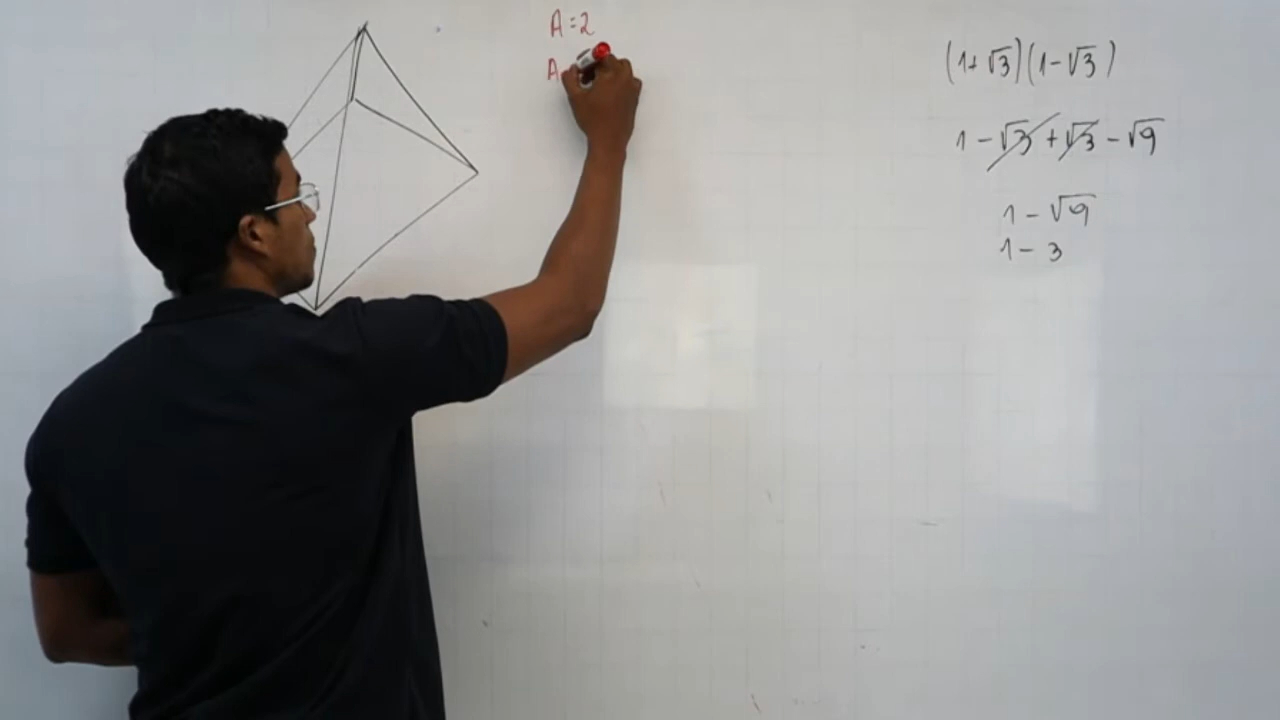 A = 2
A
(1+√3)(1-√3)
1 - √3 + √3 - √9
1 - √9
1 - 3